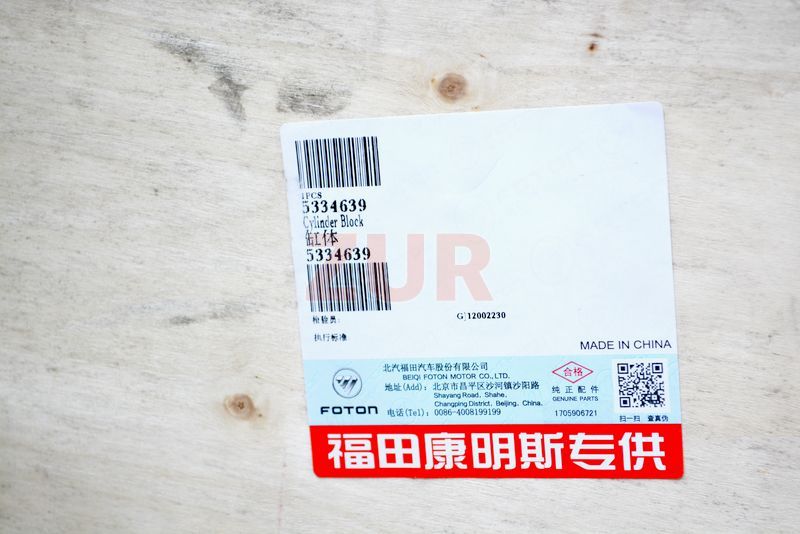 1PCS
5334639
Cylinder Block
缸体
5334639
ZUR
检验员:
G]12002230
执行标准
MADE IN CHINA
北汽福田汽车股份有限公司
BEIQI FOTON MOTOR CO.,LTD.
地址(Add): 北京市昌平区沙河镇沙阳路
Shayang Road, Shahe,
Changping District, Beijing, China.
电话(Tel): 0086-4008199199
FOTON
合格
纯正配件
GENUINE PARTS
1705906721
扫一扫 查真伪
福田康明斯专供